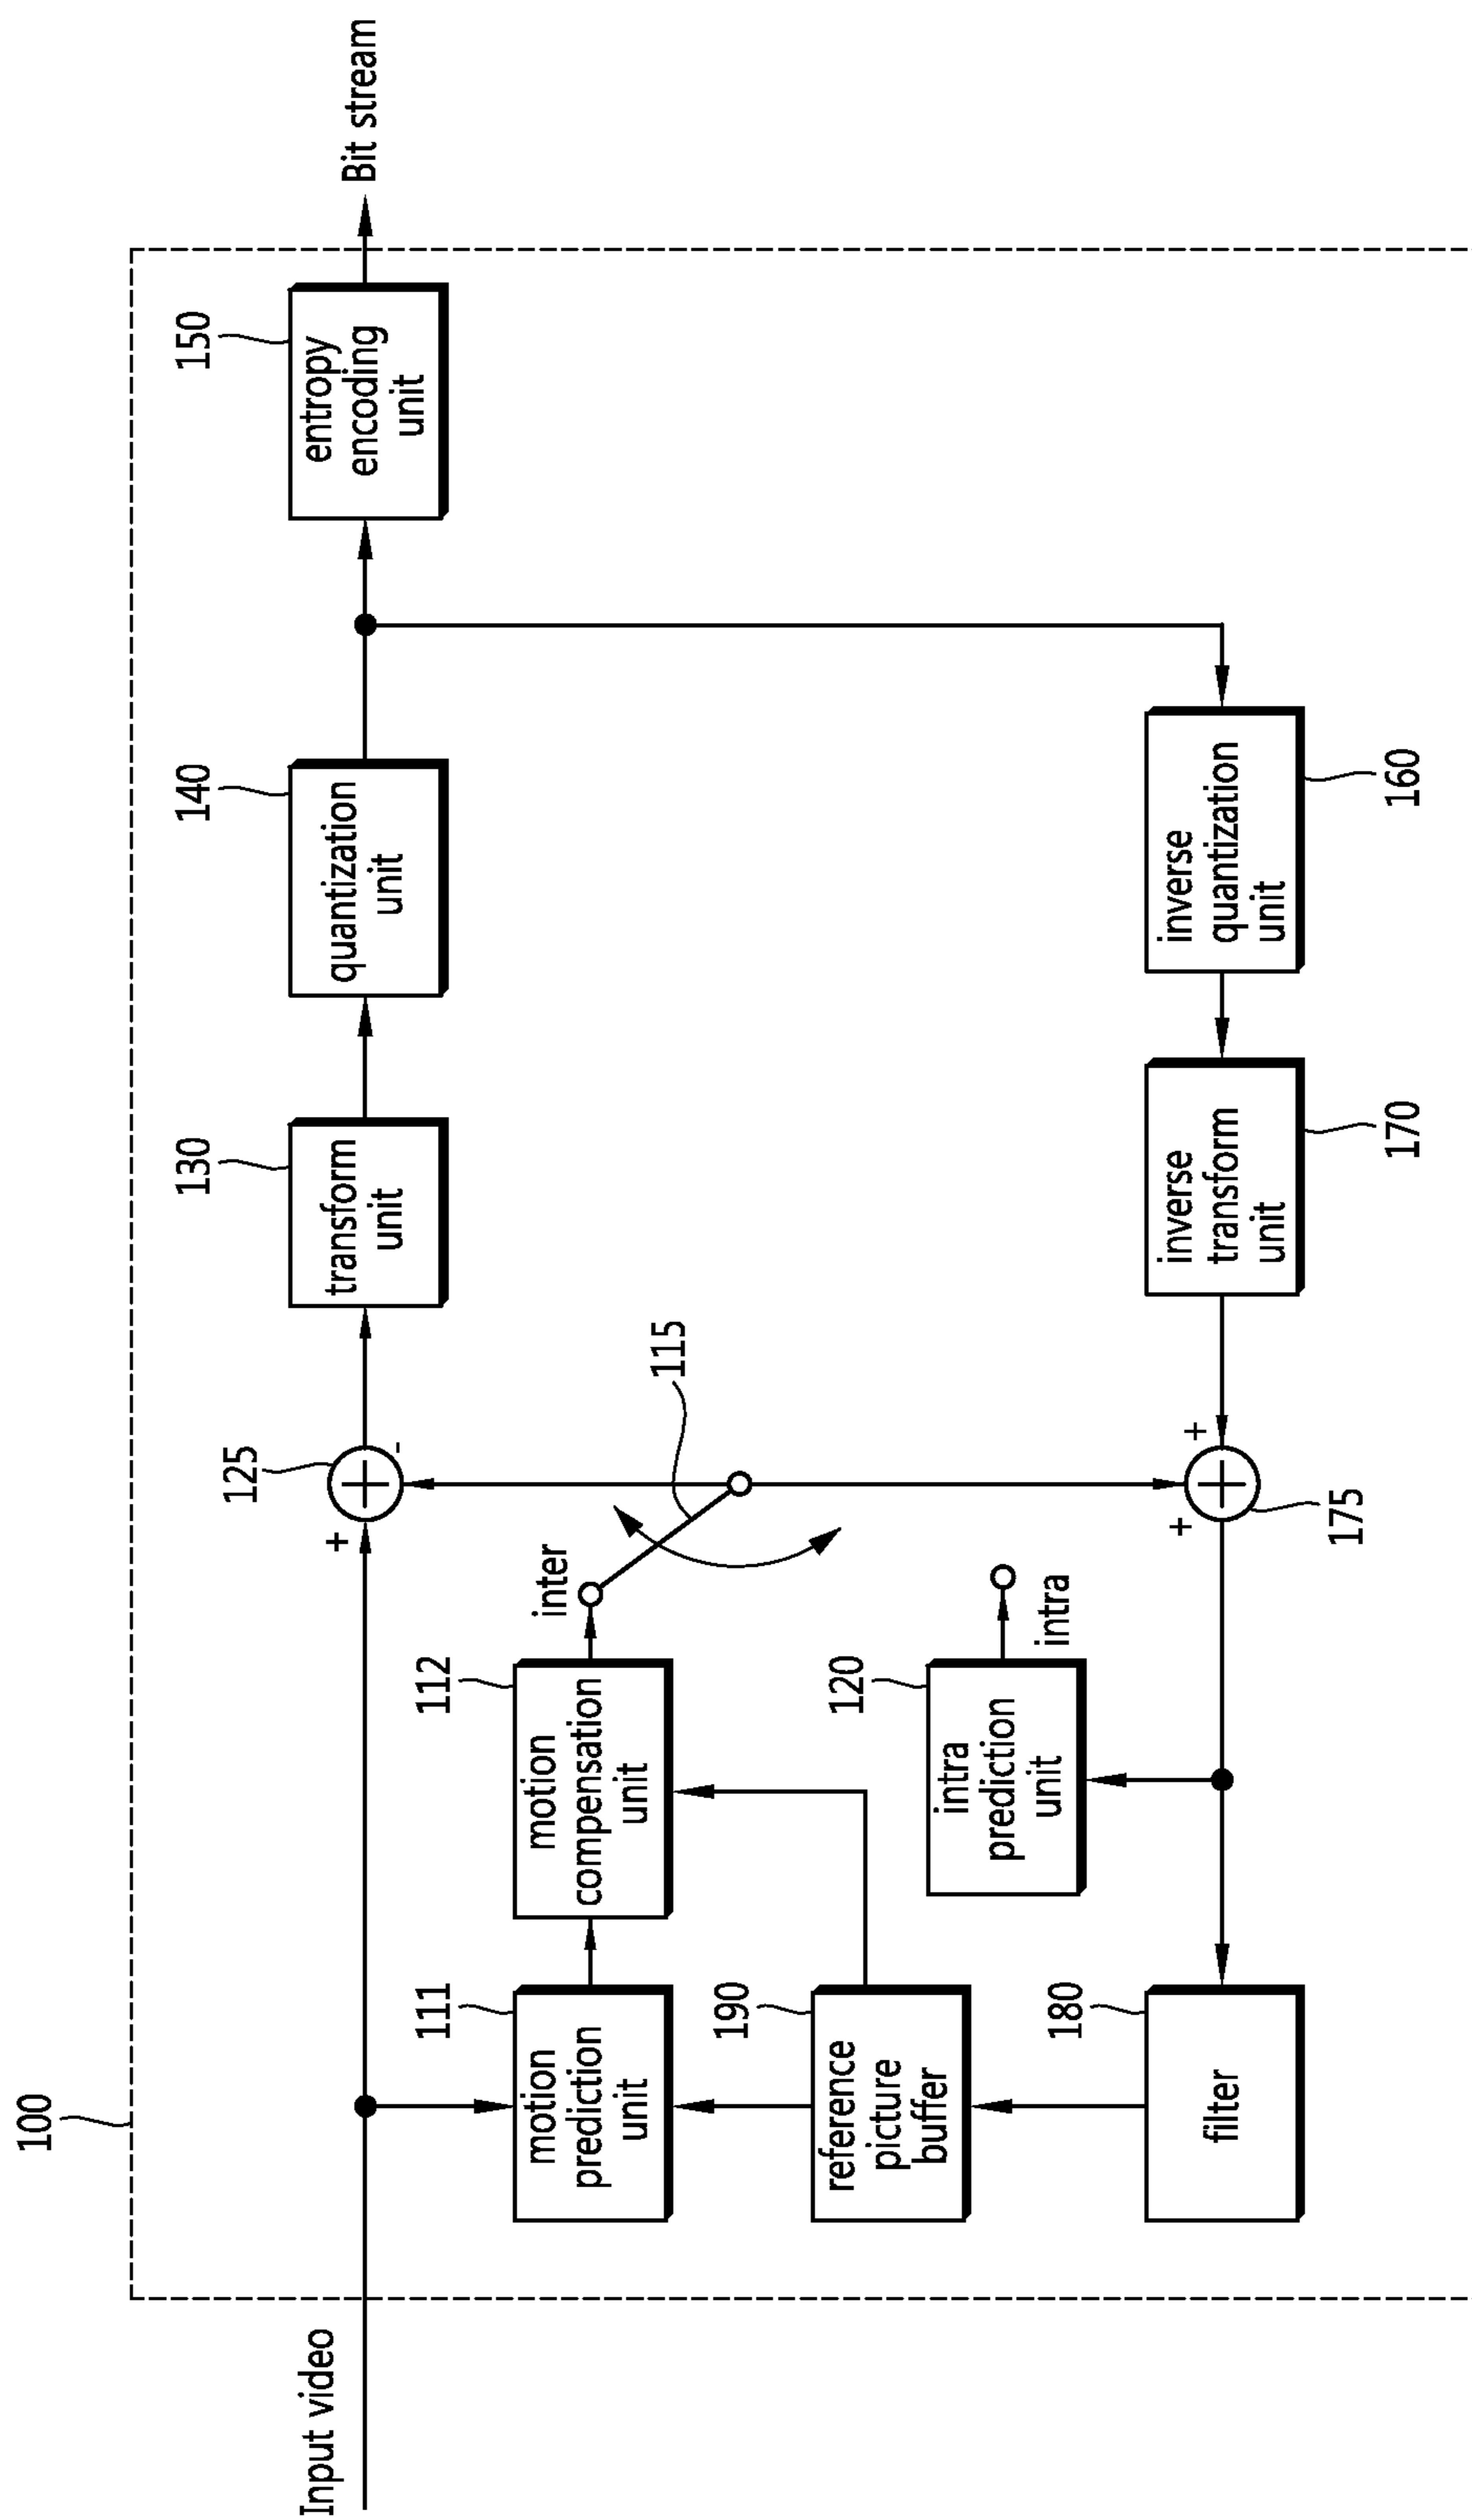 100
Input video
125
+
-
130
transform
unit
140
quantization
unit
150
entropy
encoding
unit
Bit stream
111
motion
prediction
unit
112
motion
compensation
unit
inter
115
190
reference
picture
buffer
120
intra
prediction
unit
intra
180
filter
+
+
175
inverse
transform
unit
170
inverse
quantization
unit
160